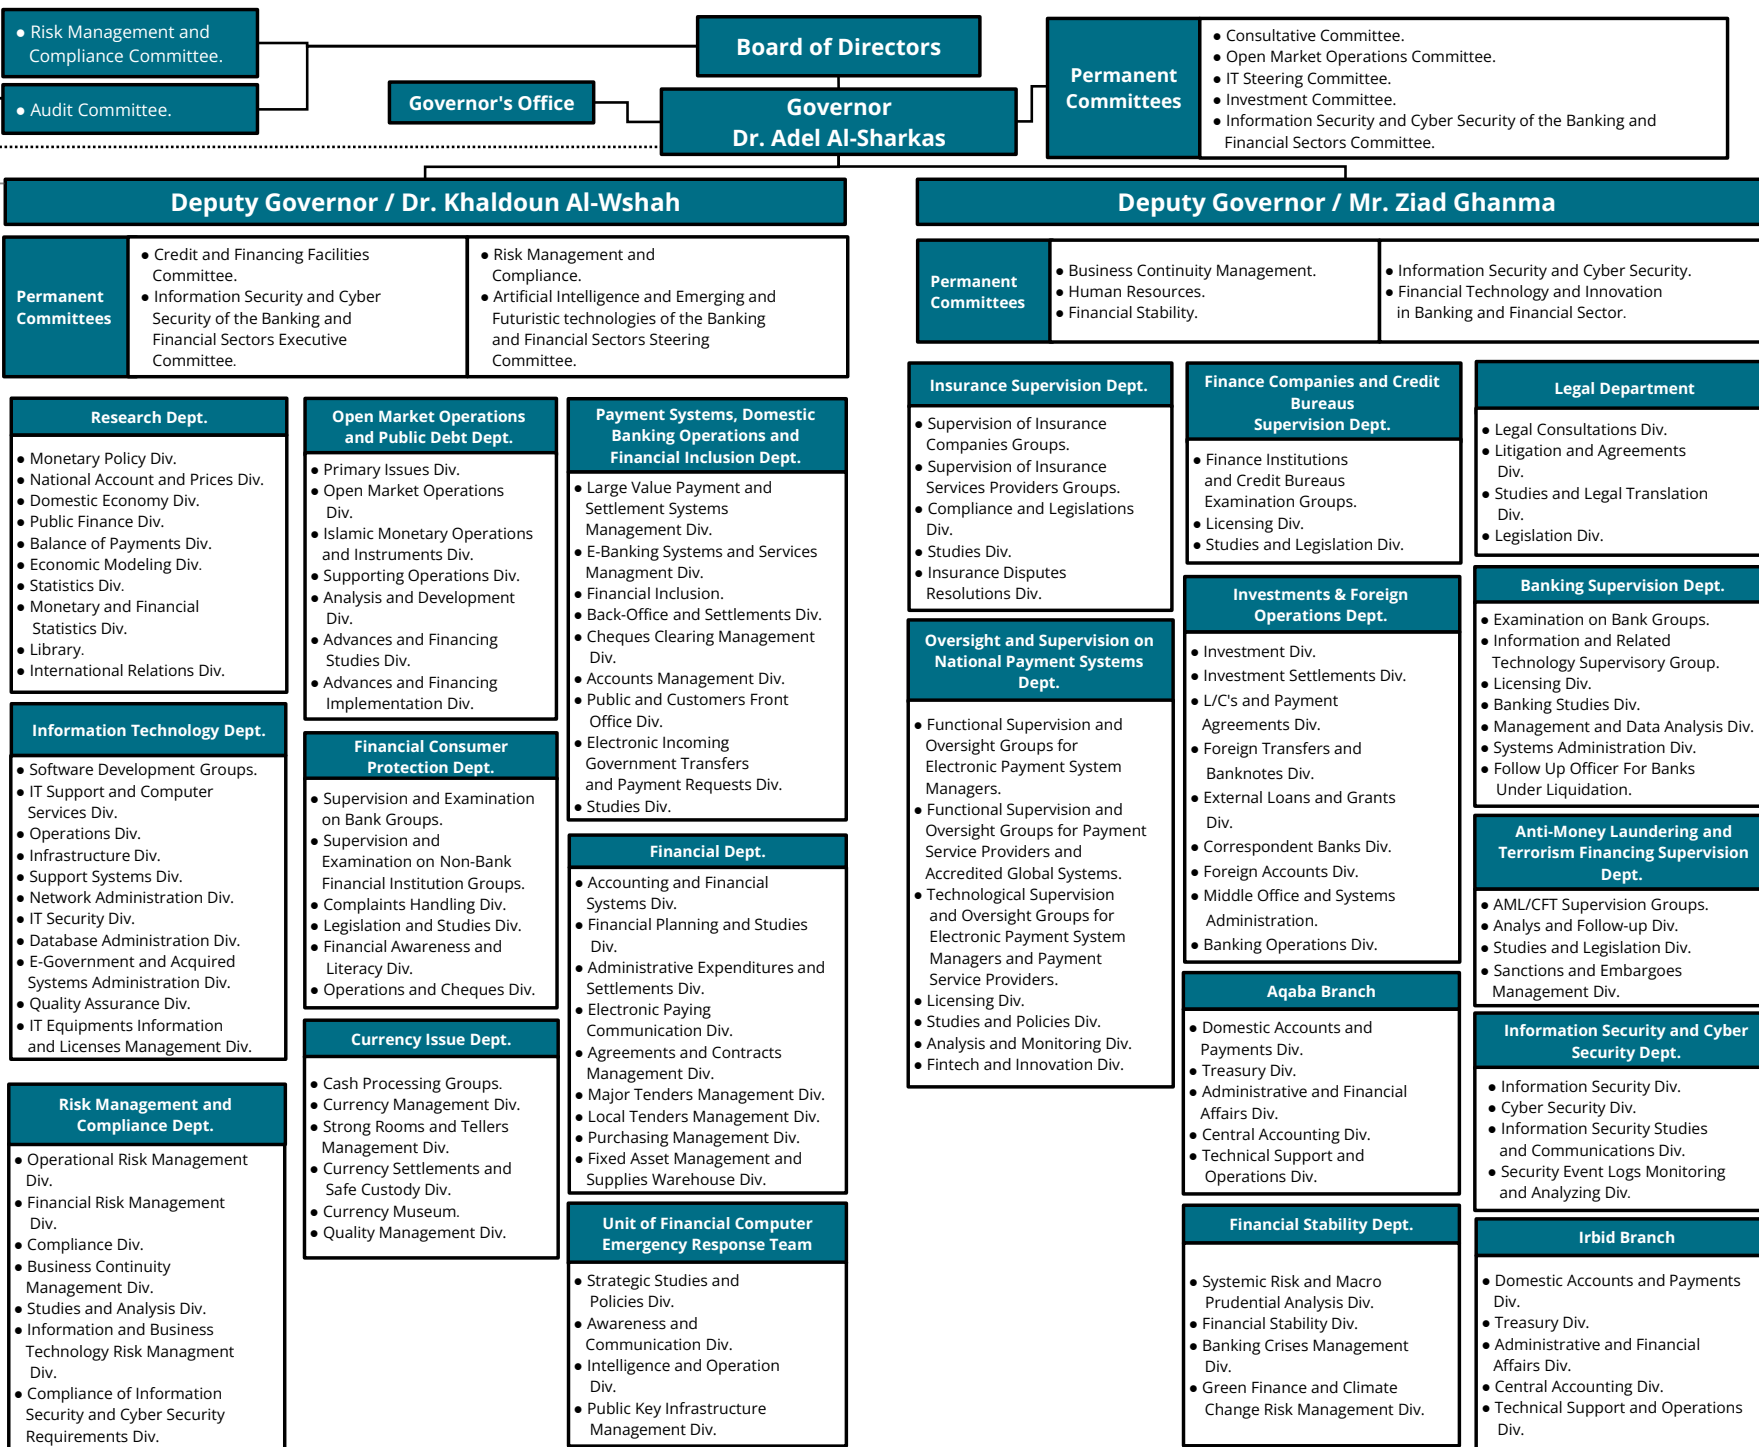 ● Risk Management and
Compliance Committee.
● Audit Committee.
Board of Directors
Governor's Office
Governor
Dr. Adel Al-Sharkas
Permanent
Committees
● Consultative Committee.
● Open Market Operations Committee.
● IT Steering Committee.
● Investment Committee.
● Information Security and Cyber Security of the Banking and
Financial Sectors Committee.
Deputy Governor / Dr. Khaldoun Al-Wshah
Permanent
Committees
● Credit and Financing Facilities
Committee.
● Information Security and Cyber
Security of the Banking and
Financial Sectors Executive
Committee.
● Risk Management and
Compliance.
● Artificial Intelligence and Emerging and
Futuristic technologies of the Banking
and Financial Sectors Steering
Committee.
Research Dept.
● Monetary Policy Div.
● National Account and Prices Div.
● Domestic Economy Div.
● Public Finance Div.
● Balance of Payments Div.
● Economic Modeling Div.
● Statistics Div.
● Monetary and Financial
Statistics Div.
● Library.
● International Relations Div.
Information Technology Dept.
● Software Development Groups.
● IT Support and Computer
Services Div.
● Operations Div.
● Infrastructure Div.
● Support Systems Div.
● Network Administration Div.
● IT Security Div.
● Database Administration Div.
● E-Government and Acquired
Systems Administration Div.
● Quality Assurance Div.
● IT Equipments Information
and Licenses Management Div.
Risk Management and
Compliance Dept.
● Operational Risk Management
Div.
● Financial Risk Management
Div.
● Compliance Div.
● Business Continuity
Management Div.
● Studies and Analysis Div.
● Information and Business
Technology Risk Managment
Div.
● Compliance of Information
Security and Cyber Security
Requirements Div.
Open Market Operations
and Public Debt Dept.
● Primary Issues Div.
● Open Market Operations
Div.
● Islamic Monetary Operations
and Instruments Div.
● Supporting Operations Div.
● Analysis and Development
Div.
● Advances and Financing
Studies Div.
● Advances and Financing
Implementation Div.
Financial Consumer
Protection Dept.
● Supervision and Examination
on Bank Groups.
● Supervision and
Examination on Non-Bank
Financial Institution Groups.
● Complaints Handling Div.
● Legislation and Studies Div.
● Financial Awareness and
Literacy Div.
● Operations and Cheques Div.
Currency Issue Dept.
● Cash Processing Groups.
● Currency Management Div.
● Strong Rooms and Tellers
Management Div.
● Currency Settlements and
Safe Custody Div.
● Currency Museum.
● Quality Management Div.
Payment Systems, Domestic
Banking Operations and
Financial Inclusion Dept.
● Large Value Payment and
Settlement Systems
Management Div.
● E-Banking Systems and Services
Managment Div.
● Financial Inclusion.
● Back-Office and Settlements Div.
● Cheques Clearing Management
Div.
● Accounts Management Div.
● Public and Customers Front
Office Div.
● Electronic Incoming
Government Transfers
and Payment Requests Div.
● Studies Div.
Financial Dept.
● Accounting and Financial
Systems Div.
● Financial Planning and Studies
Div.
● Administrative Expenditures and
Settlements Div.
● Electronic Paying
Communication Div.
● Agreements and Contracts
Management Div.
● Major Tenders Management Div.
● Local Tenders Management Div.
● Purchasing Management Div.
● Fixed Asset Management and
Supplies Warehouse Div.
Unit of Financial Computer
Emergency Response Team
● Strategic Studies and
Policies Div.
● Awareness and
Communication Div.
● Intelligence and Operation
Div.
● Public Key Infrastructure
Management Div.
Deputy Governor / Mr. Ziad Ghanma
Permanent
Committees
● Business Continuity Management.
● Human Resources.
● Financial Stability.
● Information Security and Cyber Security.
● Financial Technology and Innovation
in Banking and Financial Sector.
Insurance Supervision Dept.
● Supervision of Insurance
Companies Groups.
● Supervision of Insurance
Services Providers Groups.
● Compliance and Legislations
Div.
● Studies Div.
● Insurance Disputes
Resolutions Div.
Oversight and Supervision on
National Payment Systems
Dept.
● Functional Supervision and
Oversight Groups for
Electronic Payment System
Managers.
● Functional Supervision and
Oversight Groups for Payment
Service Providers and
Accredited Global Systems.
● Technological Supervision
and Oversight Groups for
Electronic Payment System
Managers and Payment
Service Providers.
● Licensing Div.
● Studies and Policies Div.
● Analysis and Monitoring Div.
● Fintech and Innovation Div.
Finance Companies and Credit
Bureaus
Supervision Dept.
● Finance Institutions
and Credit Bureaus
Examination Groups.
● Licensing Div.
● Studies and Legislation Div.
Investments & Foreign
Operations Dept.
● Investment Div.
● Investment Settlements Div.
● L/C's and Payment
Agreements Div.
● Foreign Transfers and
Banknotes Div.
● External Loans and Grants
Div.
● Correspondent Banks Div.
● Foreign Accounts Div.
● Middle Office and Systems
Administration.
● Banking Operations Div.
Aqaba Branch
● Domestic Accounts and
Payments Div.
● Treasury Div.
● Administrative and Financial
Affairs Div.
● Central Accounting Div.
● Technical Support and
Operations Div.
Financial Stability Dept.
● Systemic Risk and Macro
Prudential Analysis Div.
● Financial Stability Div.
● Banking Crises Management
Div.
● Green Finance and Climate
Change Risk Management Div.
Legal Department
● Legal Consultations Div.
● Litigation and Agreements
Div.
● Studies and Legal Translation
Div.
● Legislation Div.
Banking Supervision Dept.
● Examination on Bank Groups.
● Information and Related
Technology Supervisory Group.
● Licensing Div.
● Banking Studies Div.
● Management and Data Analysis Div.
● Systems Administration Div.
● Follow Up Officer For Banks
Under Liquidation.
Anti-Money Laundering and
Terrorism Financing Supervision
Dept.
● AML/CFT Supervision Groups.
● Analys and Follow-up Div.
● Studies and Legislation Div.
● Sanctions and Embargoes
Management Div.
Information Security and Cyber
Security Dept.
● Information Security Div.
● Cyber Security Div.
● Information Security Studies
and Communications Div.
● Security Event Logs Monitoring
and Analyzing Div.
Irbid Branch
● Domestic Accounts and Payments
Div.
● Treasury Div.
● Administrative and Financial
Affairs Div.
● Central Accounting Div.
● Technical Support and Operations
Div.